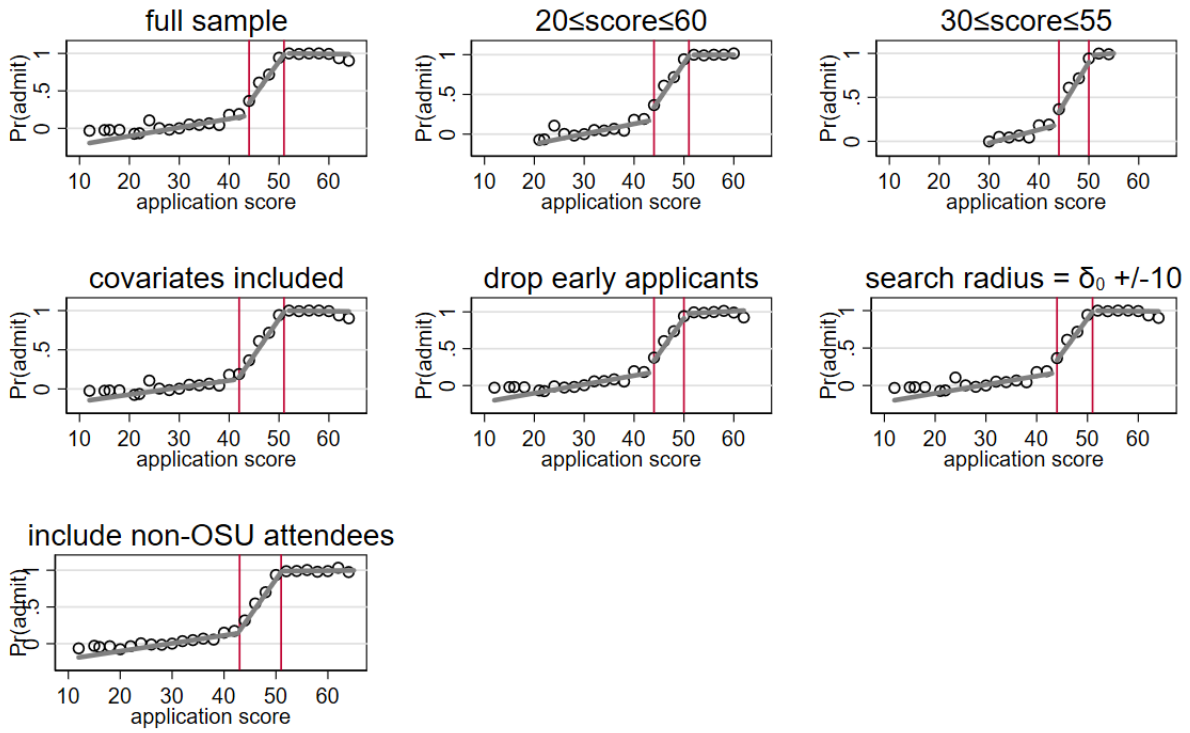 full sample
20≤score≤60
30≤score≤55
Pr(admit)
0 .5 1
10 20 30 40 50 60
application score
Pr(admit)
0 .5 1
10 20 30 40 50 60
application score
Pr(admit)
0 .5 1
10 20 30 40 50 60
application score
covariates included
drop early applicants
search radius = δ₀ +/-10
Pr(admit)
0 .5 1
10 20 30 40 50 60
application score
Pr(admit)
0 .5 1
10 20 30 40 50 60
application score
Pr(admit)
0 .5 1
10 20 30 40 50 60
application score
include non-OSU attendees
Pr(admit)
0 .5 1
10 20 30 40 50 60
application score